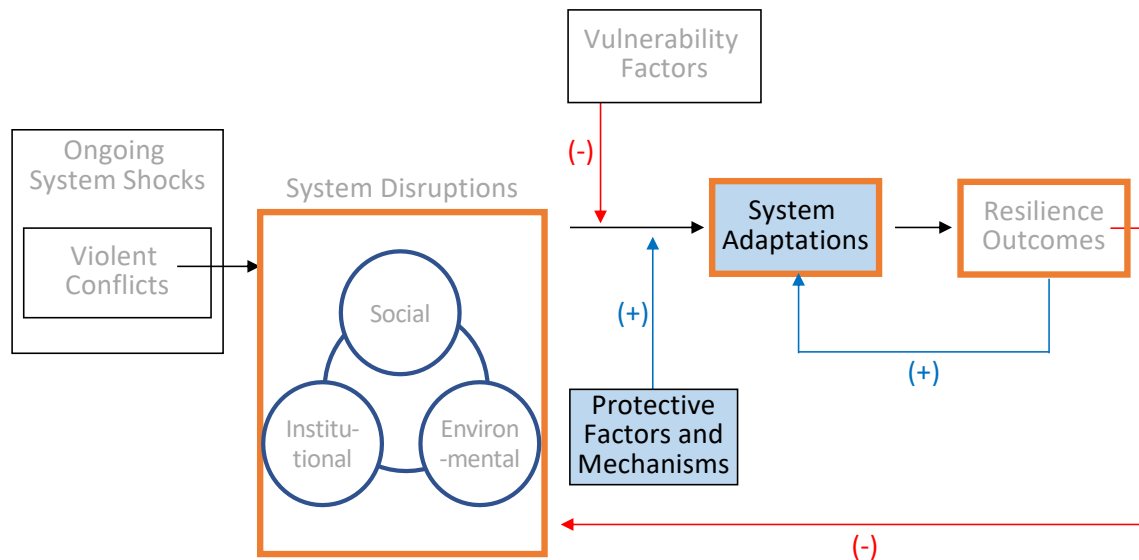 Vulnerability
Factors
(-)
Ongoing
System Shocks
Violent
Conflicts
System Disruptions
Social
Institu-
tional
Environ
-mental
System
Adaptations
Resilience
Outcomes
(+)
(+)
Protective
Factors and
Mechanisms
(-)